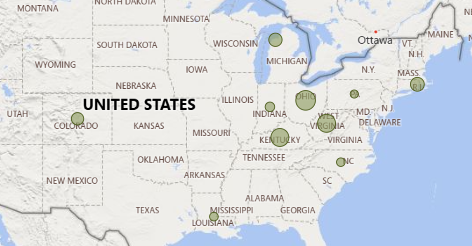 MONTANA
NORTH DAKOTA
MINNESOTA
SOUTH DAKOTA
WISCONSIN
Ottawa
MAINE
VT.
N.H.
WYOMING
MICHIGAN
IOWA
N.Y.
MASS
R.I.
NEBRASKA
UNITED STATES
ILLINOIS
OHIO
INDIANA
N.J.
UTAH
COLORADO
KANSAS
MISSOURI
WEST
VIRGINIA
MD.
DELAWARE
KENTUCKY
VIRGINIA
OKLAHOMA
TENNESSEE
NC
NEW MEXICO
ARKANSAS
SC
TEXAS
MISSISSIPPI
ALABAMA
GEORGIA
LOUISIANA